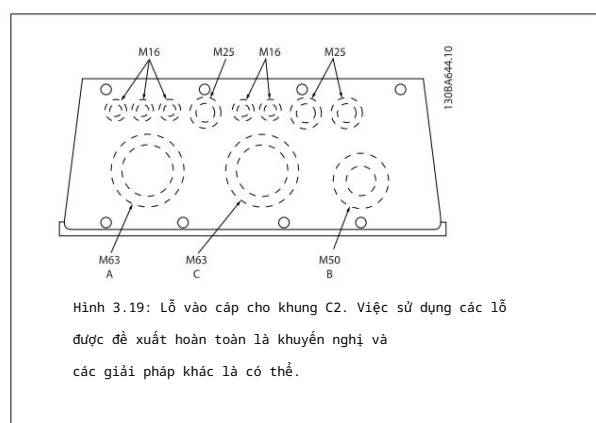 M16 M25 M16 M25
130BA644.10
M63 M63 M50
A C B
Hình 3.19: Lỗ vào cáp cho khung C2. Việc sử dụng các lỗ
được đề xuất hoàn toàn là khuyến nghị và
các giải pháp khác là có thể.